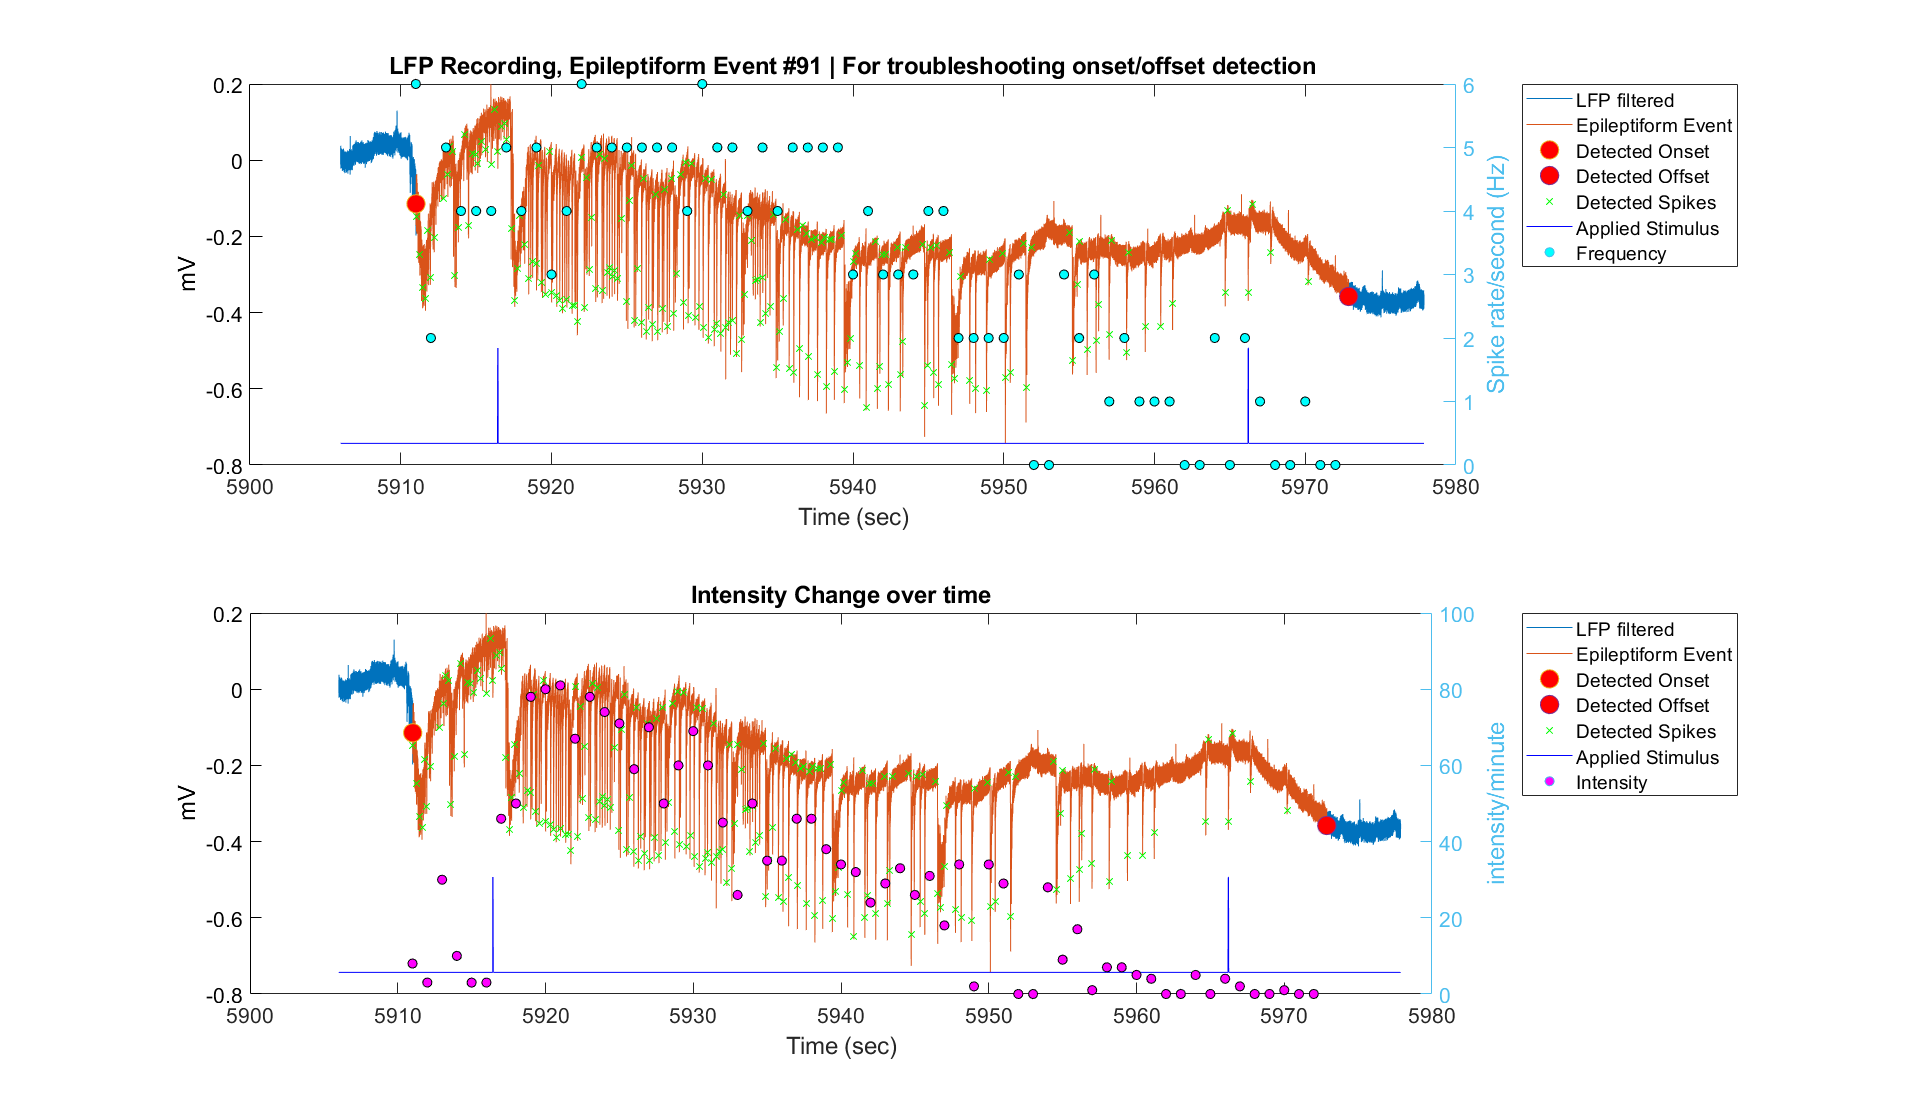 LFP Recording, Epileptiform Event #91 | For troubleshooting onset/offset detection
0.2
0
-0.2
-0.4
-0.6
-0.8
mV
6
5
4
3
2
1
0
Spike rate/second (Hz)
5900 5910 5920 5930 5940 5950 5960 5970 5980
Time (sec)
LFP filtered
Epileptiform Event
Detected Onset
Detected Offset
Detected Spikes
Applied Stimulus
Frequency
Intensity Change over time
0.2
0
-0.2
-0.4
-0.6
-0.8
mV
100
80
60
40
20
0
intensity/minute
5900 5910 5920 5930 5940 5950 5960 5970 5980
Time (sec)
LFP filtered
Epileptiform Event
Detected Onset
Detected Offset
Detected Spikes
Applied Stimulus
Intensity